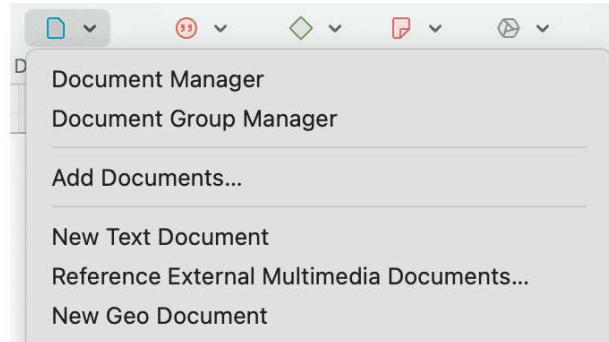 D
Document Manager
Document Group Manager
Add Documents...
New Text Document
Reference External Multimedia Documents...
New Geo Document